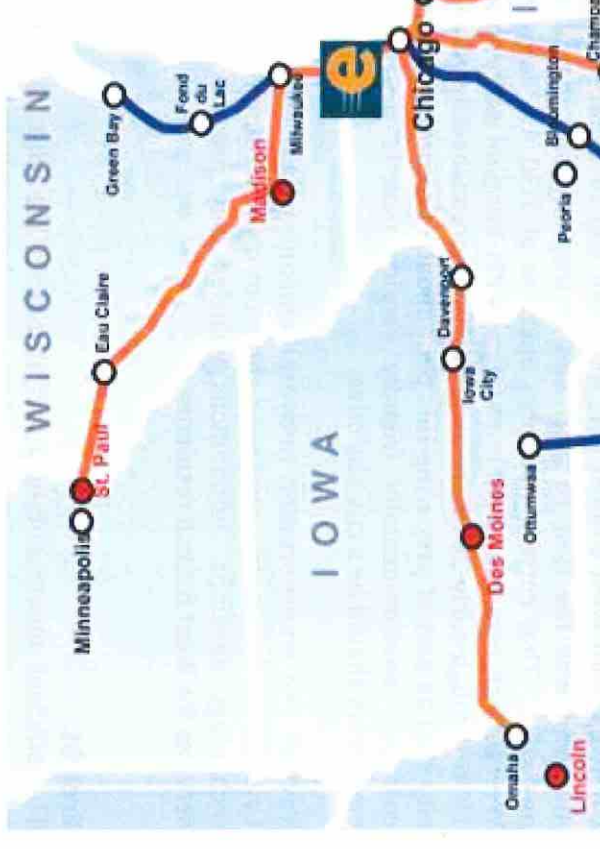 WISCONSIN
Green Bay
Fond
du
Lac
Milwaukee
Madison
Eau Claire
St. Paul
Minneapolis
e
Chicago
IOWA
Davenport
Iowa
City
Des Moines
Omaha
Lincoln
Ottumwa
Peoria
Bloomington